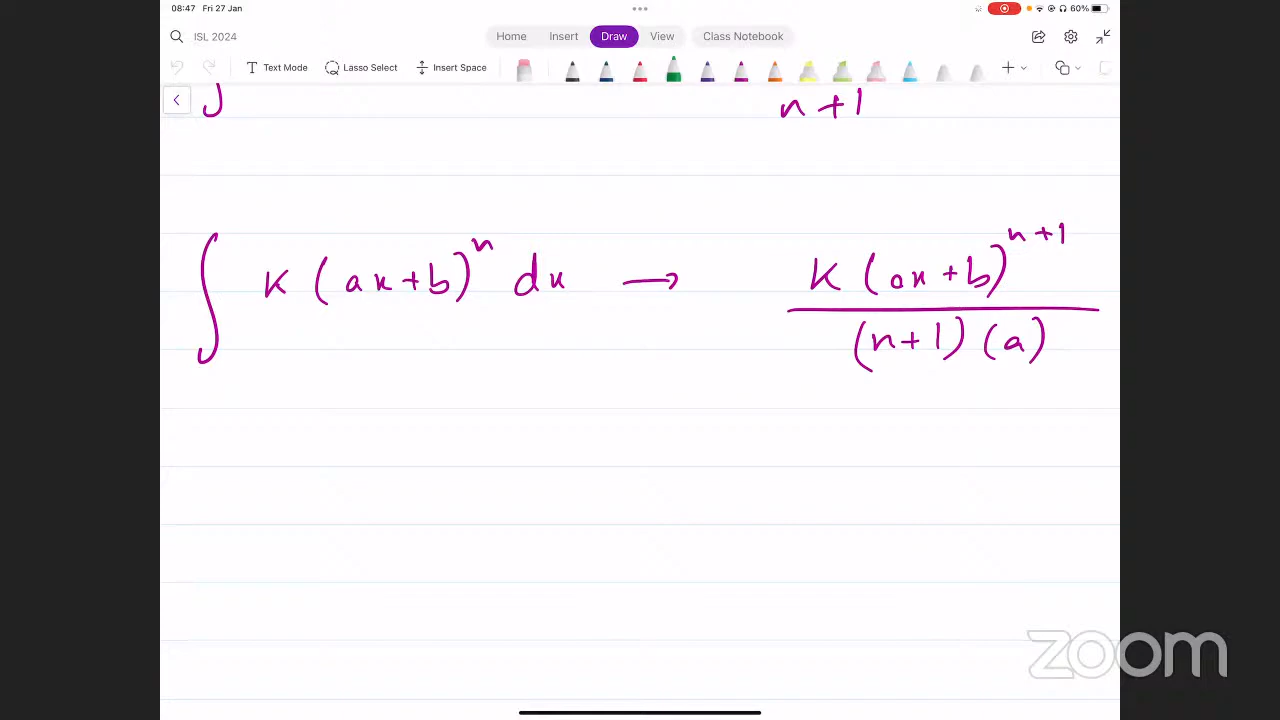 08:47 Fri 27 Jan 60%
ISL 2024
Home Insert Draw View Class Notebook
Text Mode Lasso Select Insert Space
∫ n + 1
∫ K (ax+b)^n dx → K (ax+b)^(n+1)
(n+1) (a)
zoom